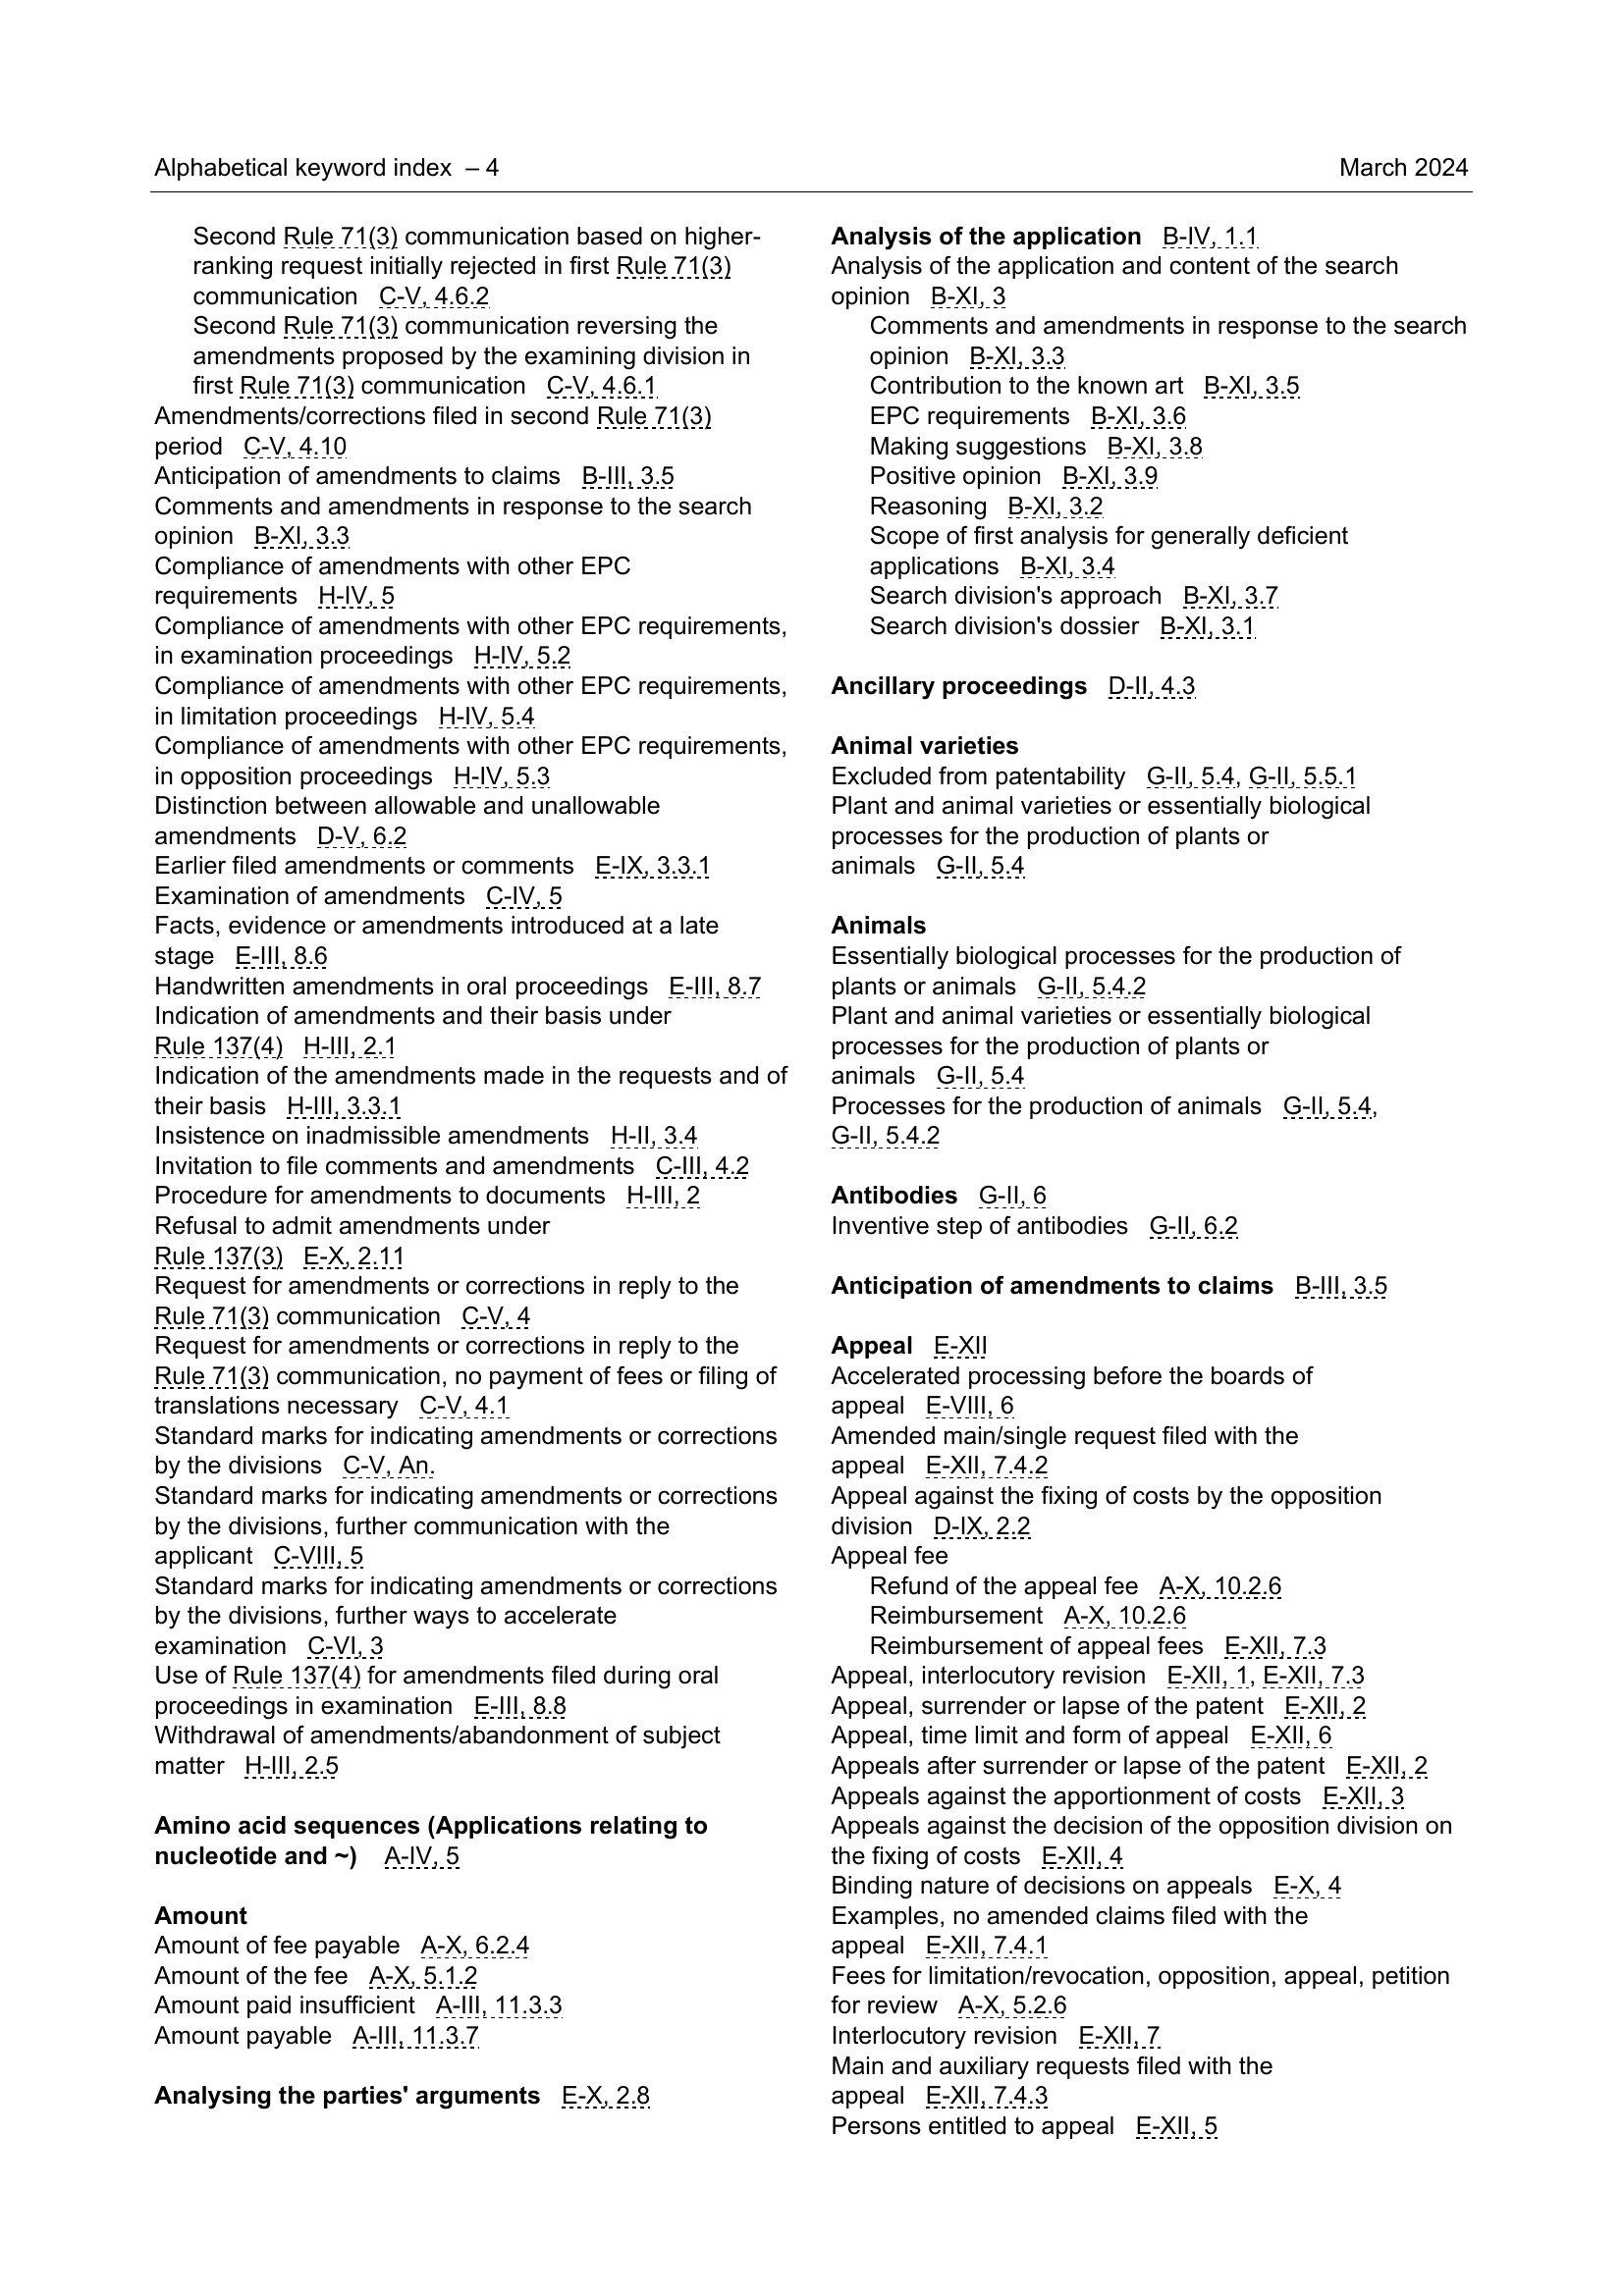 Alphabetical keyword index – 4
March 2024
Second Rule 71(3) communication based on higher-
ranking request initially rejected in first Rule 71(3)
communication C-V, 4.6.2
Second Rule 71(3) communication reversing the
amendments proposed by the examining division in
first Rule 71(3) communication C-V, 4.6.1
Amendments/corrections filed in second Rule 71(3)
period C-V, 4.10
Anticipation of amendments to claims B-III, 3.5
Comments and amendments in response to the search
opinion B-XI, 3.3
Compliance of amendments with other EPC
requirements H-IV, 5
Compliance of amendments with other EPC requirements,
in examination proceedings H-IV, 5.2
Compliance of amendments with other EPC requirements,
in limitation proceedings H-IV, 5.4
Compliance of amendments with other EPC requirements,
in opposition proceedings H-IV, 5.3
Distinction between allowable and unallowable
amendments D-V, 6.2
Earlier filed amendments or comments E-IX, 3.3.1
Examination of amendments C-IV, 5
Facts, evidence or amendments introduced at a late
stage E-III, 8.6
Handwritten amendments in oral proceedings E-III, 8.7
Indication of amendments and their basis under
Rule 137(4) H-III, 2.1
Indication of the amendments made in the requests and of
their basis H-III, 3.3.1
Insistence on inadmissible amendments H-II, 3.4
Invitation to file comments and amendments C-III, 4.2
Procedure for amendments to documents H-III, 2
Refusal to admit amendments under
Rule 137(3) E-X, 2.11
Request for amendments or corrections in reply to the
Rule 71(3) communication C-V, 4
Request for amendments or corrections in reply to the
Rule 71(3) communication, no payment of fees or filing of
translations necessary C-V, 4.1
Standard marks for indicating amendments or corrections
by the divisions C-V, An.
Standard marks for indicating amendments or corrections
by the divisions, further communication with the
applicant C-VIII, 5
Standard marks for indicating amendments or corrections
by the divisions, further ways to accelerate
examination C-VI, 3
Use of Rule 137(4) for amendments filed during oral
proceedings in examination E-III, 8.8
Withdrawal of amendments/abandonment of subject
matter H-III, 2.5
Amino acid sequences (Applications relating to
nucleotide and ~) A-IV, 5
Amount
Amount of fee payable A-X, 6.2.4
Amount of the fee A-X, 5.1.2
Amount paid insufficient A-III, 11.3.3
Amount payable A-III, 11.3.7
Analysing the parties' arguments E-X, 2.8
Analysis of the application B-IV, 1.1
Analysis of the application and content of the search
opinion B-XI, 3
Comments and amendments in response to the search
opinion B-XI, 3.3
Contribution to the known art B-XI, 3.5
EPC requirements B-XI, 3.6
Making suggestions B-XI, 3.8
Positive opinion B-XI, 3.9
Reasoning B-XI, 3.2
Scope of first analysis for generally deficient
applications B-XI, 3.4
Search division's approach B-XI, 3.7
Search division's dossier B-XI, 3.1
Ancillary proceedings D-II, 4.3
Animal varieties
Excluded from patentability G-II, 5.4, G-II, 5.5.1
Plant and animal varieties or essentially biological
processes for the production of plants or
animals G-II, 5.4
Animals
Essentially biological processes for the production of
plants or animals G-II, 5.4.2
Plant and animal varieties or essentially biological
processes for the production of plants or
animals G-II, 5.4
Processes for the production of animals G-II, 5.4,
G-II, 5.4.2
Antibodies G-II, 6
Inventive step of antibodies G-II, 6.2
Anticipation of amendments to claims B-III, 3.5
Appeal E-XII
Accelerated processing before the boards of
appeal E-VIII, 6
Amended main/single request filed with the
appeal E-XII, 7.4.2
Appeal against the fixing of costs by the opposition
division D-IX, 2.2
Appeal fee
Refund of the appeal fee A-X, 10.2.6
Reimbursement A-X, 10.2.6
Reimbursement of appeal fees E-XII, 7.3
Appeal, interlocutory revision E-XII, 1, E-XII, 7.3
Appeal, surrender or lapse of the patent E-XII, 2
Appeal, time limit and form of appeal E-XII, 6
Appeals after surrender or lapse of the patent E-XII, 2
Appeals against the apportionment of costs E-XII, 3
Appeals against the decision of the opposition division on
the fixing of costs E-XII, 4
Binding nature of decisions on appeals E-X, 4
Examples, no amended claims filed with the
appeal E-XII, 7.4.1
Fees for limitation/revocation, opposition, appeal, petition
for review A-X, 5.2.6
Interlocutory revision E-XII, 7
Main and auxiliary requests filed with the
appeal E-XII, 7.4.3
Persons entitled to appeal E-XII, 5